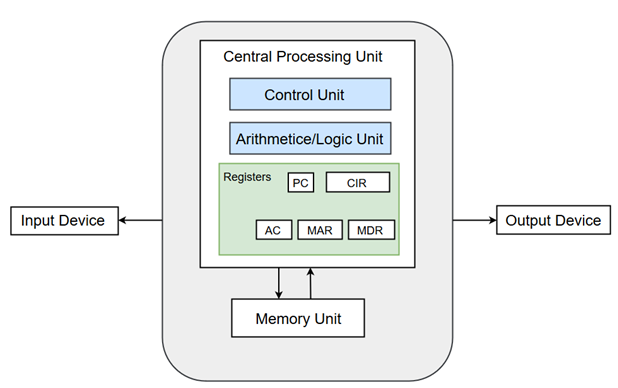 Central Processing Unit
Control Unit
Arithmetice/Logic Unit
Registers
PC
CIR
AC
MAR
MDR
Input Device
Output Device
Memory Unit